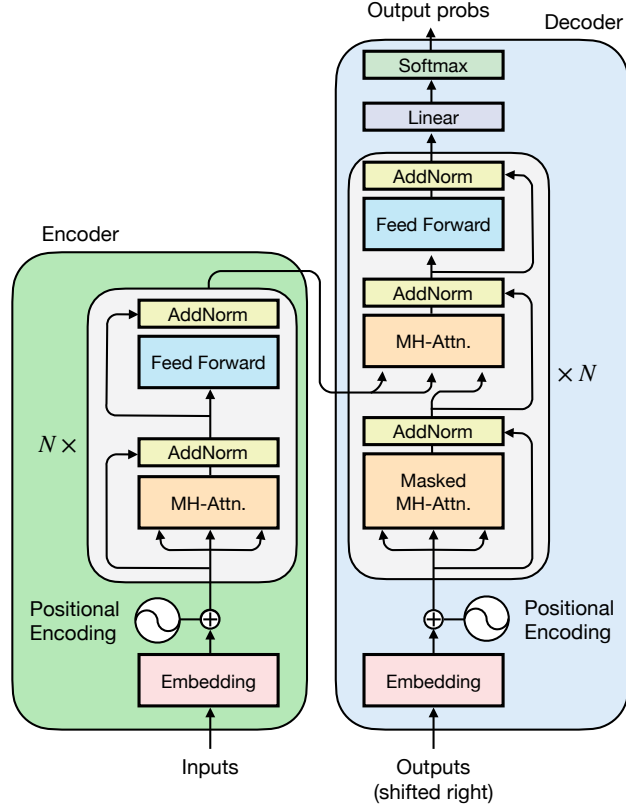 Output probs
Decoder
Softmax
Linear
AddNorm
Feed Forward
AddNorm
MH-Attn.
× N
AddNorm
Masked
MH-Attn.
Positional
Encoding
Embedding
Outputs
(shifted right)
Encoder
AddNorm
Feed Forward
N ×
AddNorm
MH-Attn.
Positional
Encoding
Embedding
Inputs